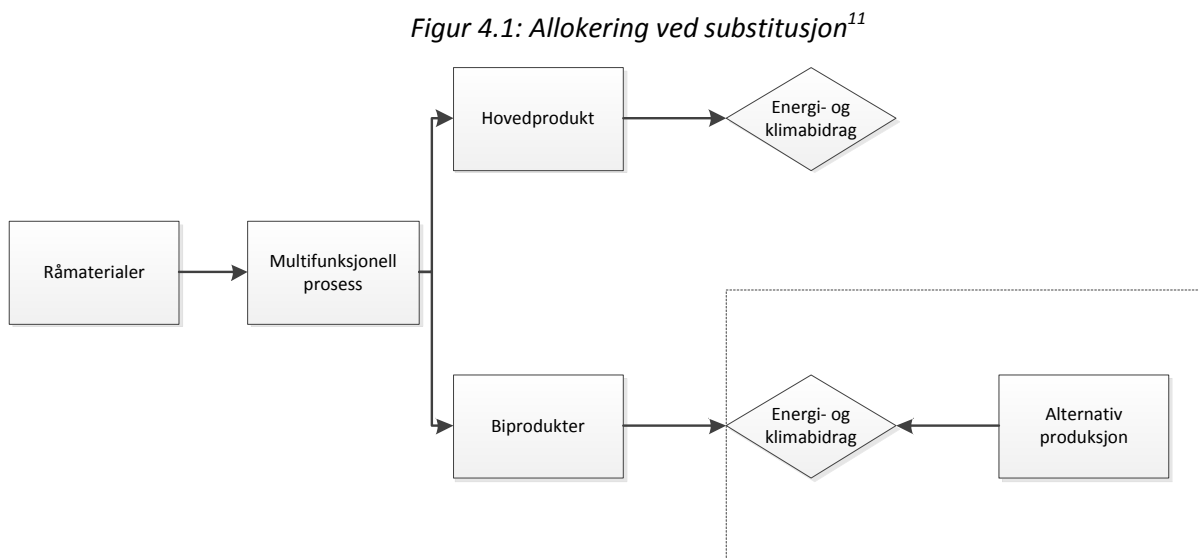 Figur 4.1: Allokering ved substitusjon11
Hovedprodukt
Energi- og
klimabidrag
Råmaterialer
Multifunksjonell
prosess
Biprodukter
Energi- og
klimabidrag
Alternativ
produksjon